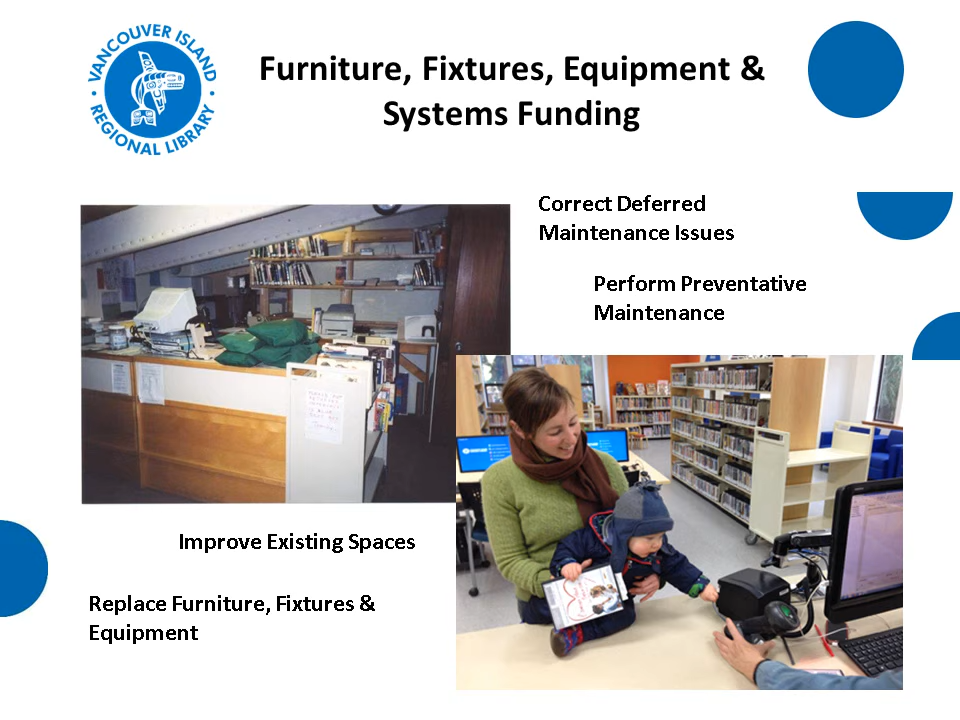 VANCOUVER ISLAND
REGIONAL LIBRARY
Furniture, Fixtures, Equipment &
Systems Funding
Correct Deferred
Maintenance Issues
Perform Preventative
Maintenance
Improve Existing Spaces
Replace Furniture, Fixtures &
Equipment